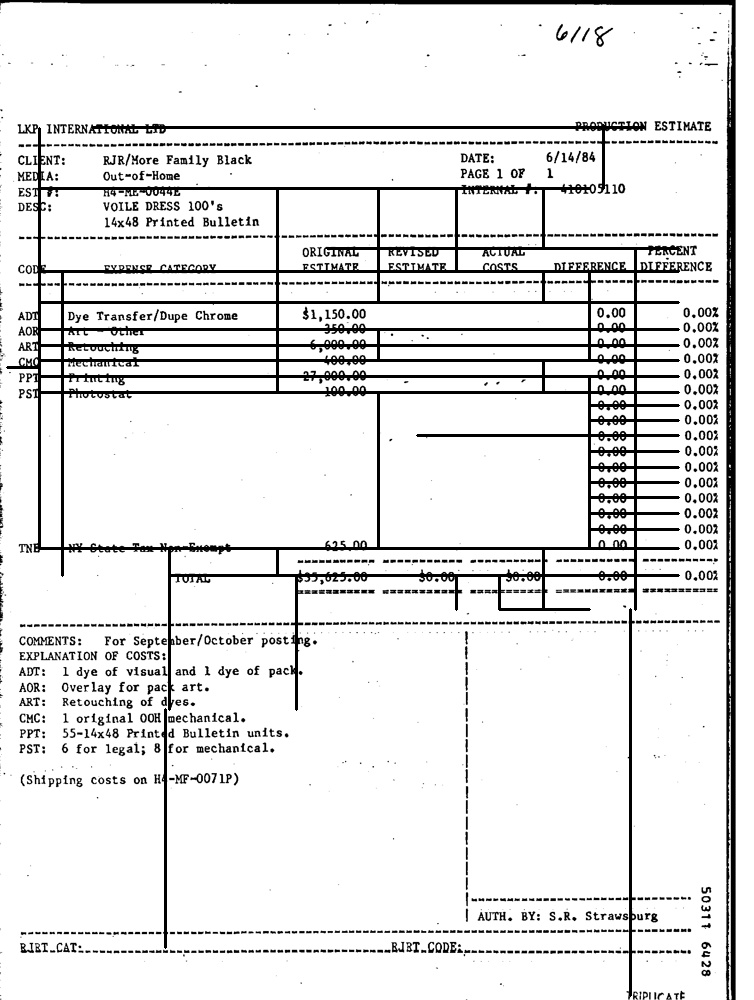 6/18
LKP INTERNATIONAL LTD PRODUCTION ESTIMATE
CLIENT: RJR/More Family Black DATE: 6/14/84
MEDIA: Out-of-Home PAGE 1 OF 1
EST #: H4-ME-0044E INTERNAL #: 410105110
DESC: VOILE DRESS 100's
14x48 Printed Bulletin
ORIGINAL REVISED ACTUAL PERCENT
CODE EXPENSE CATEGORY ESTIMATE ESTIMATE COSTS DIFFERENCE DIFFERENCE
ADT Dye Transfer/Dupe Chrome $1,150.00 0.00 0.00%
AOR Art - Other 350.00 0.00 0.00%
ART Retouching 6,000.00 0.00 0.00%
CMC Mechanical 400.00 0.00 0.00%
PPT Printing 27,000.00 0.00 0.00%
PST Photostat 100.00 0.00 0.00%
0.00 0.00%
0.00 0.00%
0.00 0.00%
0.00 0.00%
0.00 0.00%
0.00 0.00%
0.00 0.00%
0.00 0.00%
0.00 0.00%
TNE NY State Tax Non-Exempt 625.00 0.00 0.00%
TOTAL $35,625.00 $0.00 $0.00 0.00 0.00%
COMMENTS: For September/October posting.
EXPLANATION OF COSTS:
ADT: 1 dye of visual and 1 dye of pack.
AOR: Overlay for pack art.
ART: Retouching of dyes.
CMC: 1 original OOH mechanical.
PPT: 55-14x48 Printed Bulletin units.
PST: 6 for legal; 8 for mechanical.
(Shipping costs on H4-MF-0071P)
AUTH. BY: S.R. Strawsburg
RJRT CAT: RJRT CODE:
50311 6428
TRIPLICATE